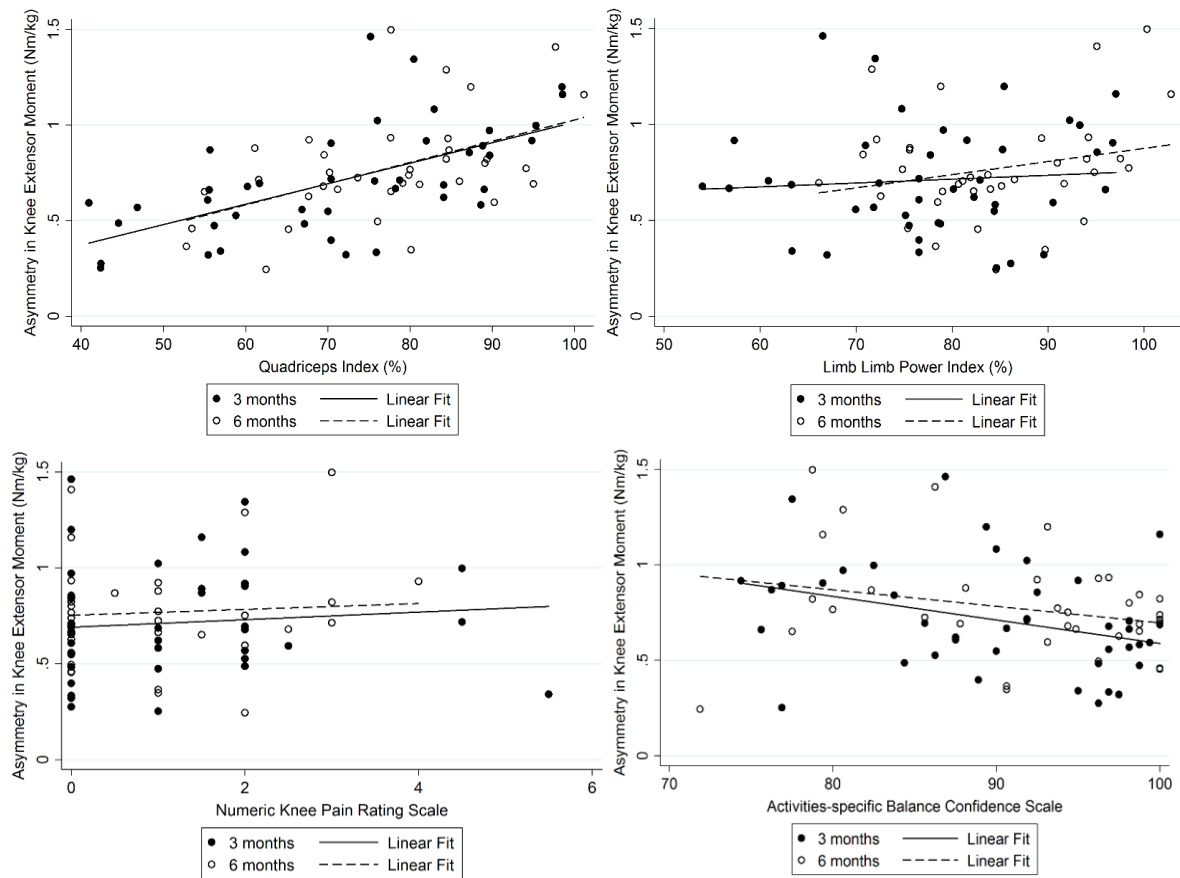 Asymmetry in Knee Extensor Moment (Nm/kg)
1.5
1
.5
0
40 50 60 70 80 90 100
Quadriceps Index (%)
3 months Linear Fit
6 months Linear Fit
Asymmetry in Knee Extensor Moment (Nm/kg)
1.5
1
.5
0
50 60 70 80 90 100
Limb Limb Power Index (%)
3 months Linear Fit
6 months Linear Fit
Asymmetry in Knee Extensor Moment (Nm/kg)
1.5
1
.5
0
0 2 4 6
Numeric Knee Pain Rating Scale
3 months Linear Fit
6 months Linear Fit
Asymmetry in Knee Extensor Moment (Nm/kg)
1.5
1
.5
0
70 80 90 100
Activities-specific Balance Confidence Scale
3 months Linear Fit
6 months Linear Fit